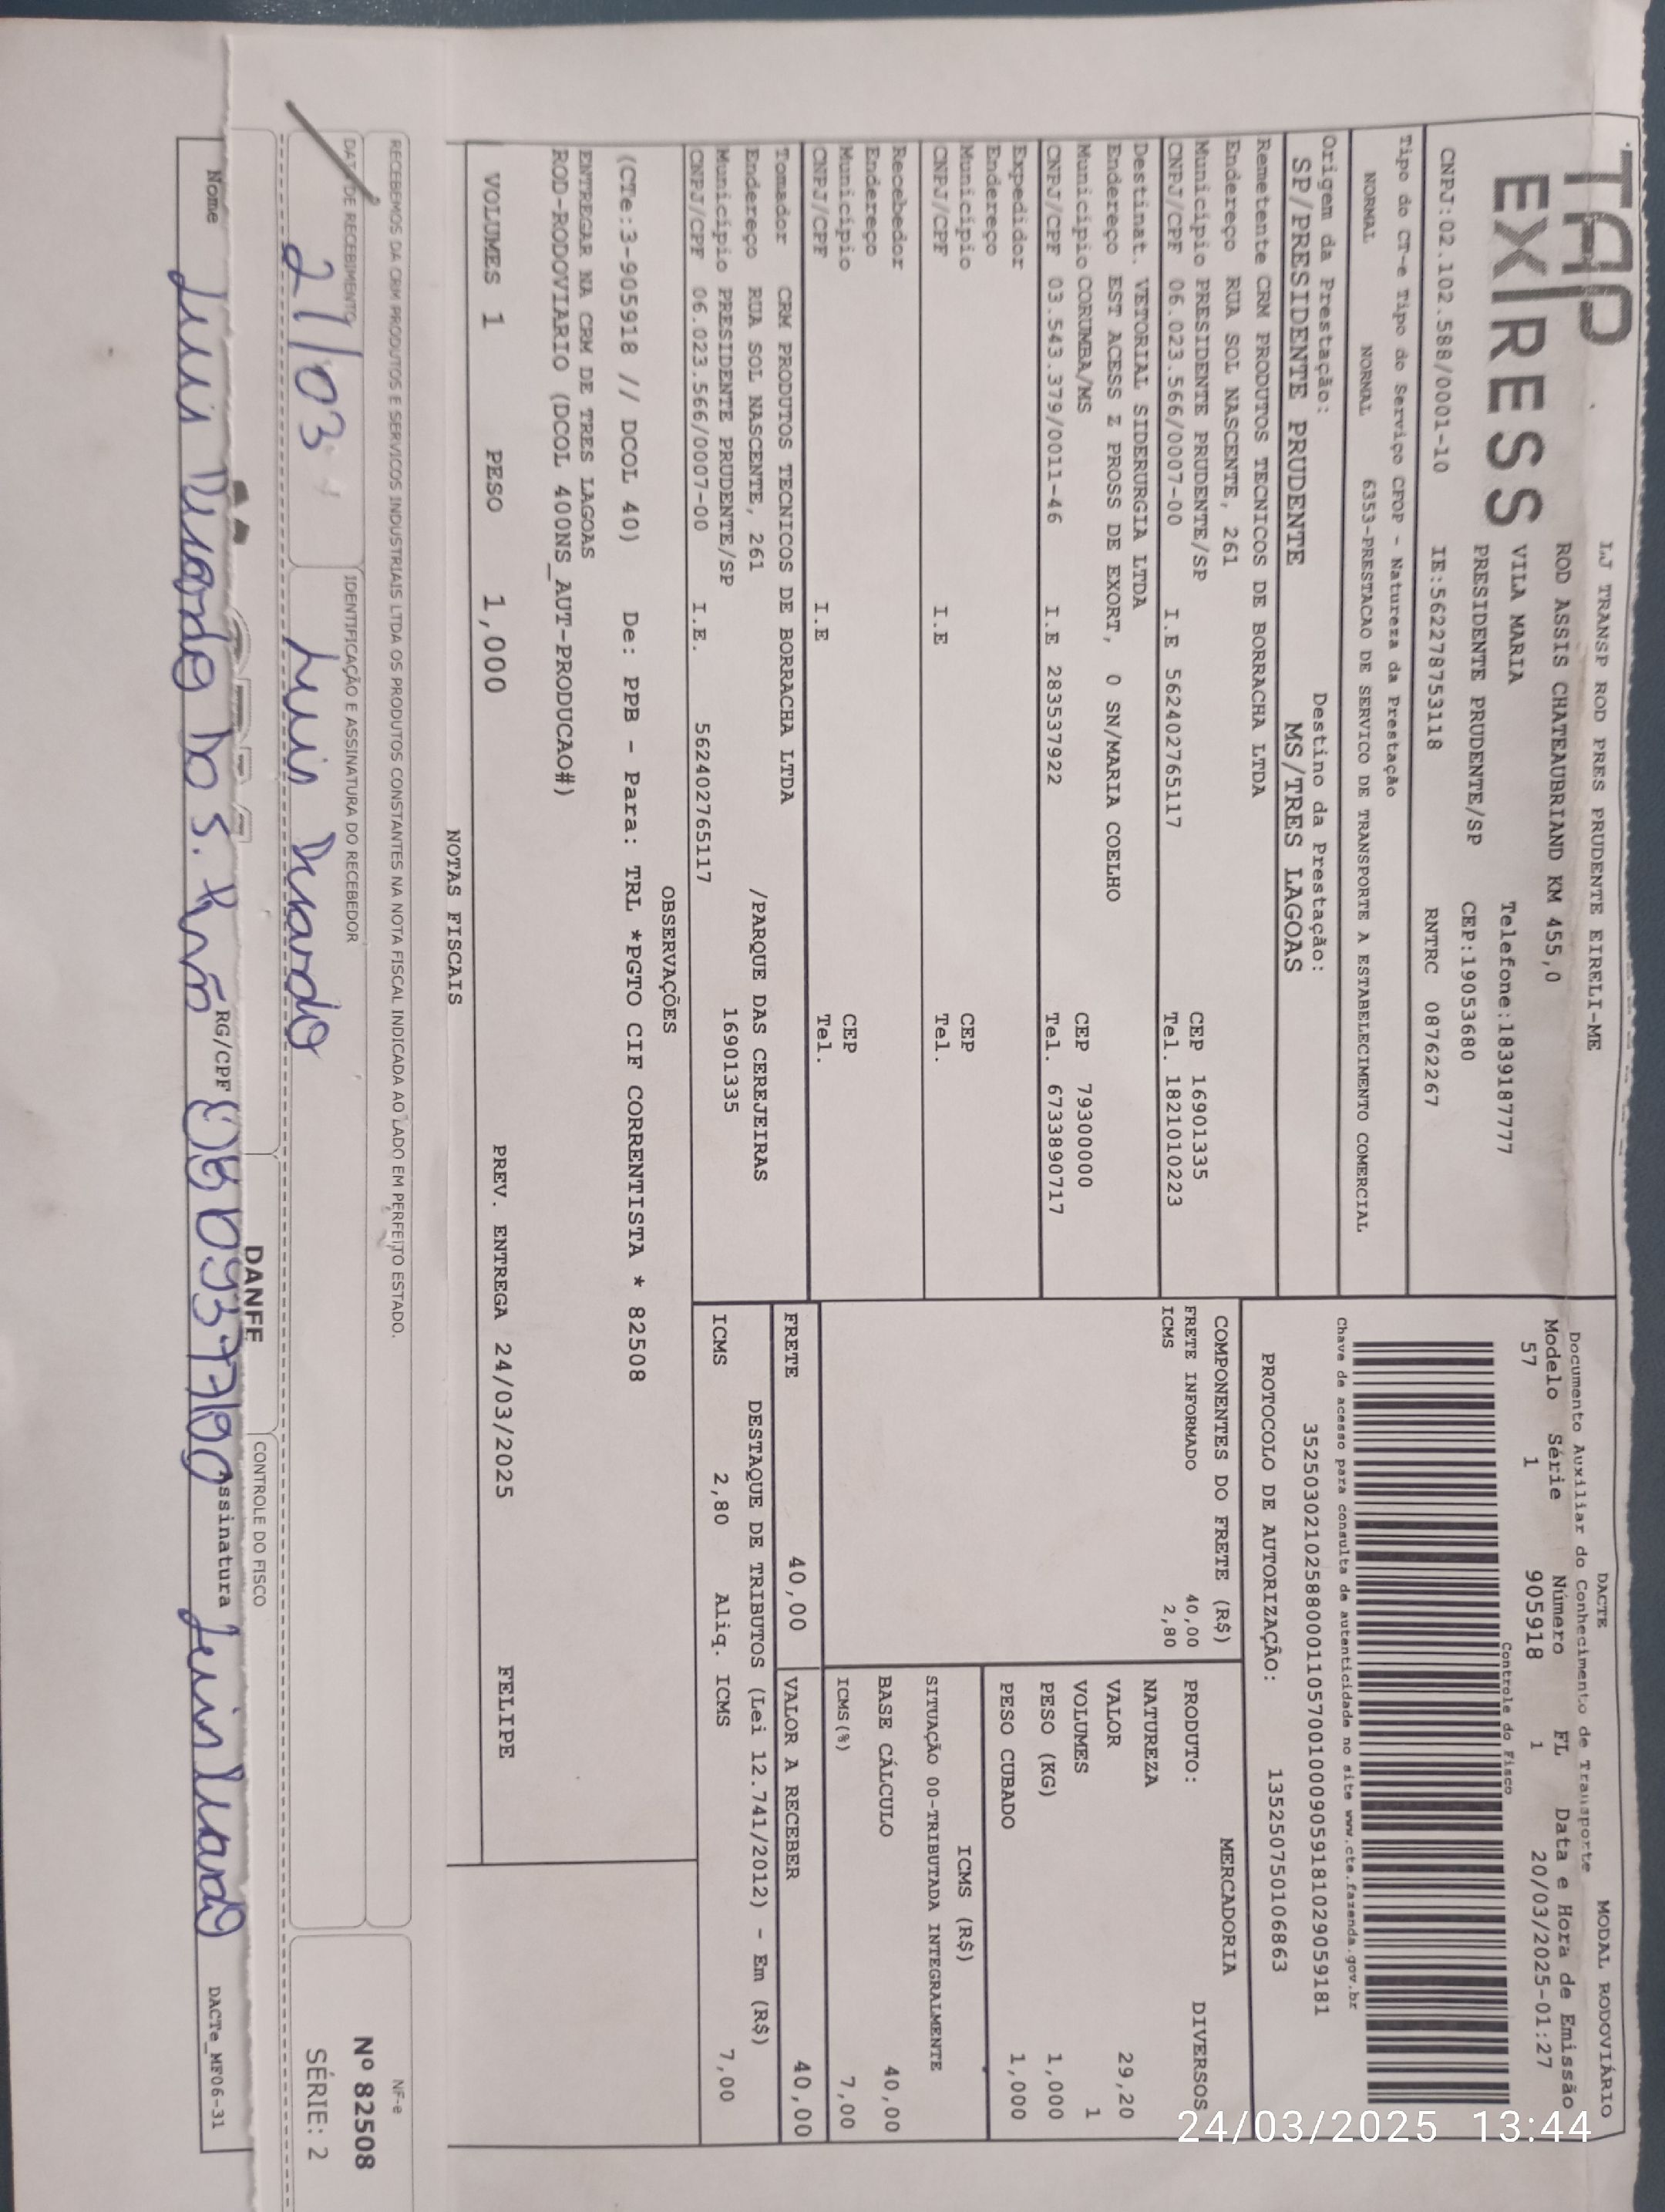 TAP
EXPRESS
LJ TRANSP ROD PRES PRUDENTE EIRELI-ME
ROD ASSIS CHATEAUBRIAND KM 455,0
VILA MARIA Telefone:1839187777
PRESIDENTE PRUDENTE/SP CEP:19053680
CNPJ:02.102.588/0001-10 IE:562278753118 RNTRC 08762267
Tipo do CT-e Tipo do Serviço CFOP - Natureza da Prestação
NORMAL NORMAL 6353-PRESTACAO DE SERVICO DE TRANSPORTE A ESTABELECIMENTO COMERCIAL
Origem da Prestação: Destino da Prestação:
SP/PRESIDENTE PRUDENTE MS/TRES LAGOAS
Remetente CRM PRODUTOS TECNICOS DE BORRACHA LTDA
Endereço RUA SOL NASCENTE, 261
Município PRESIDENTE PRUDENTE/SP CEP 16901335
CNPJ/CPF 06.023.566/0007-00 I.E 562402765117 Tel. 1821010223
Destinat. VETORIAL SIDERURGIA LTDA
Endereço EST ACESS Z PROSS DE EXORT, 0 SN/MARIA COELHO
Município CORUMBA/MS CEP 79300000
CNPJ/CPF 03.543.379/0011-46 I.E 283537922 Tel. 6733890717
Expedidor
Endereço
Município CEP
CNPJ/CPF I.E Tel.
Recebedor
Endereço
Município CEP
CNPJ/CPF I.E Tel.
Tomador CRM PRODUTOS TECNICOS DE BORRACHA LTDA
Endereço RUA SOL NASCENTE, 261 /PARQUE DAS CEREJEIRAS
Município PRESIDENTE PRUDENTE/SP 16901335
CNPJ/CPF 06.023.566/0007-00 I.E. 562402765117
DACTE MODAL RODOVIÁRIO
Documento Auxiliar do Conhecimento de Transporte
Modelo Série Número FL Data e Hora de Emissão
57 1 905918 1 20/03/2025-01:27
Controle do Fisco
Chave de acesso para consulta de autenticidade no site www.cte.fazenda.gov.br
35250302102588000110570010009059181029059181
PROTOCOLO DE AUTORIZAÇÃO: 135250750106863
COMPONENTES DO FRETE (R$)
FRETE INFORMADO 40,00
ICMS 2,80
MERCADORIA
PRODUTO: DIVERSOS
NATUREZA
VALOR 29,20
VOLUMES 1
PESO (KG) 1,000
PESO CUBADO 1,000
ICMS (R$)
SITUAÇÃO 00-TRIBUTADA INTEGRALMENTE
BASE CÁLCULO 40,00
ICMS(%) 7,00
FRETE 40,00 VALOR A RECEBER 40,00
DESTAQUE DE TRIBUTOS (Lei 12.741/2012) - Em (R$)
ICMS 2,80 Aliq. ICMS 7,00
OBSERVAÇÕES
(CTe:3-905918 // DCOL 40) De: PPB - Para: TRL *PGTO CIF CORRENTISTA * 82508
ENTREGAR NA CRM DE TRES LAGOAS
ROD-RODOVIARIO (DCOL 400NS_AUT-PRODUCAO#)
VOLUMES 1 PESO 1,000 PREV. ENTREGA 24/03/2025 FELIPE
NOTAS FISCAIS
RECEBEMOS DA CRM PRODUTOS E SERVICOS INDUSTRIAIS LTDA OS PRODUTOS CONSTANTES NA NOTA FISCAL INDICADA AO LADO EM PERFEITO ESTADO.
DATA DE RECEBIMENTO IDENTIFICAÇÃO E ASSINATURA DO RECEBEDOR
21/03 Luis Duardo
NF-e
Nº 82508
SÉRIE: 2
DANFE
CONTROLE DO FISCO
Nome Luis Duardo Do S. RG/CPF Assinatura Luis Duardo
DACTe_MF06-31
24/03/2025 13:44